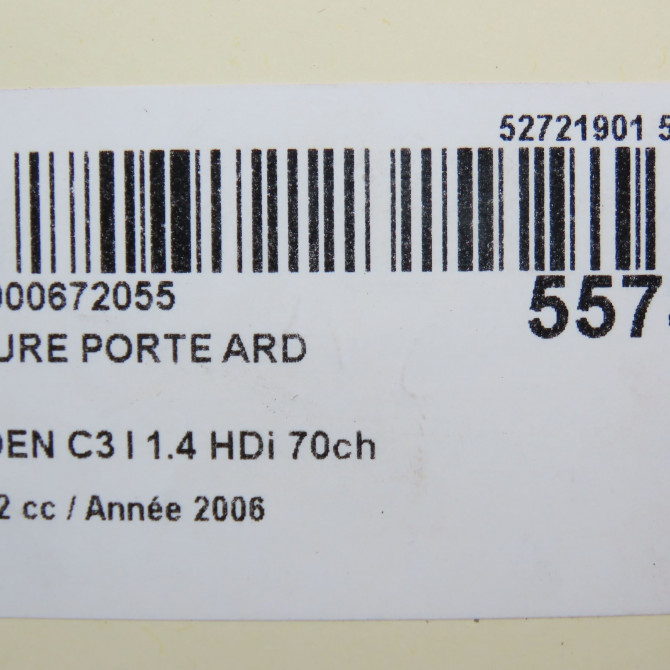 52721901 5
000672055
557
URE PORTE ARD
DEN C3 I 1.4 HDi 70ch
2 cc / Année 2006